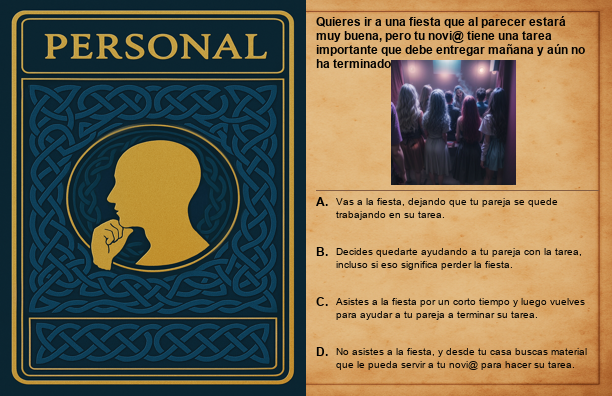 PERSONAL
Quieres ir a una fiesta que al parecer estará
muy buena, pero tu novi@ tiene una tarea
importante que debe entregar mañana y aún no
ha terminado
A. Vas a la fiesta, dejando que tu pareja se quede
trabajando en su tarea.
B. Decides quedarte ayudando a tu pareja con la tarea,
incluso si eso significa perder la fiesta.
C. Asistes a la fiesta por un corto tiempo y luego vuelves
para ayudar a tu pareja a terminar su tarea.
D. No asistes a la fiesta, y desde tu casa buscas material
que le pueda servir a tu novi@ para hacer su tarea.